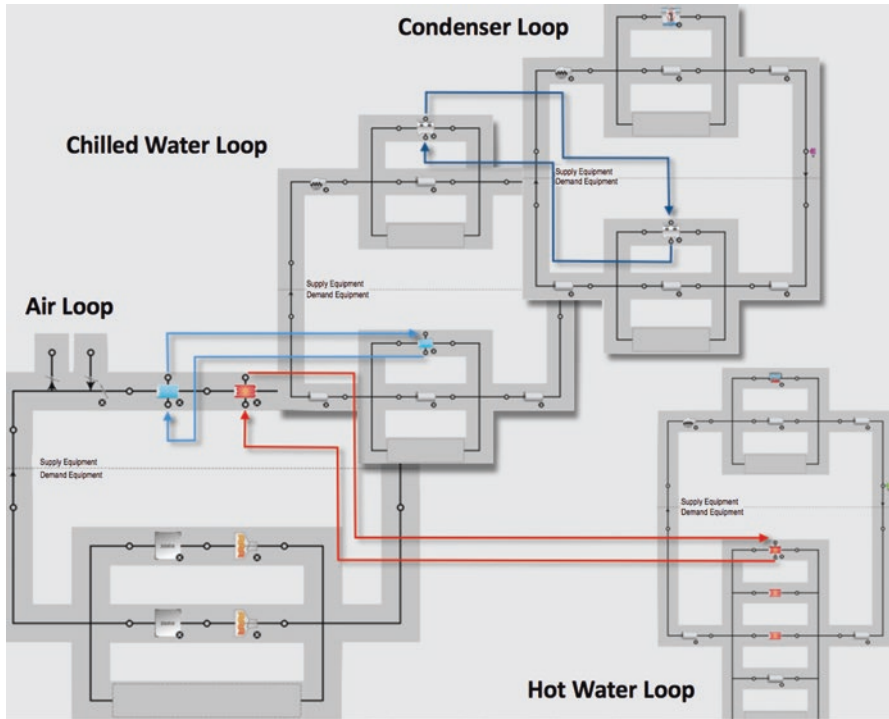 Condenser Loop
Chilled Water Loop
Supply Equipment
Demand Equipment
Supply Equipment
Demand Equipment
Air Loop
Supply Equipment
Demand Equipment
Supply Equipment
Demand Equipment
Hot Water Loop